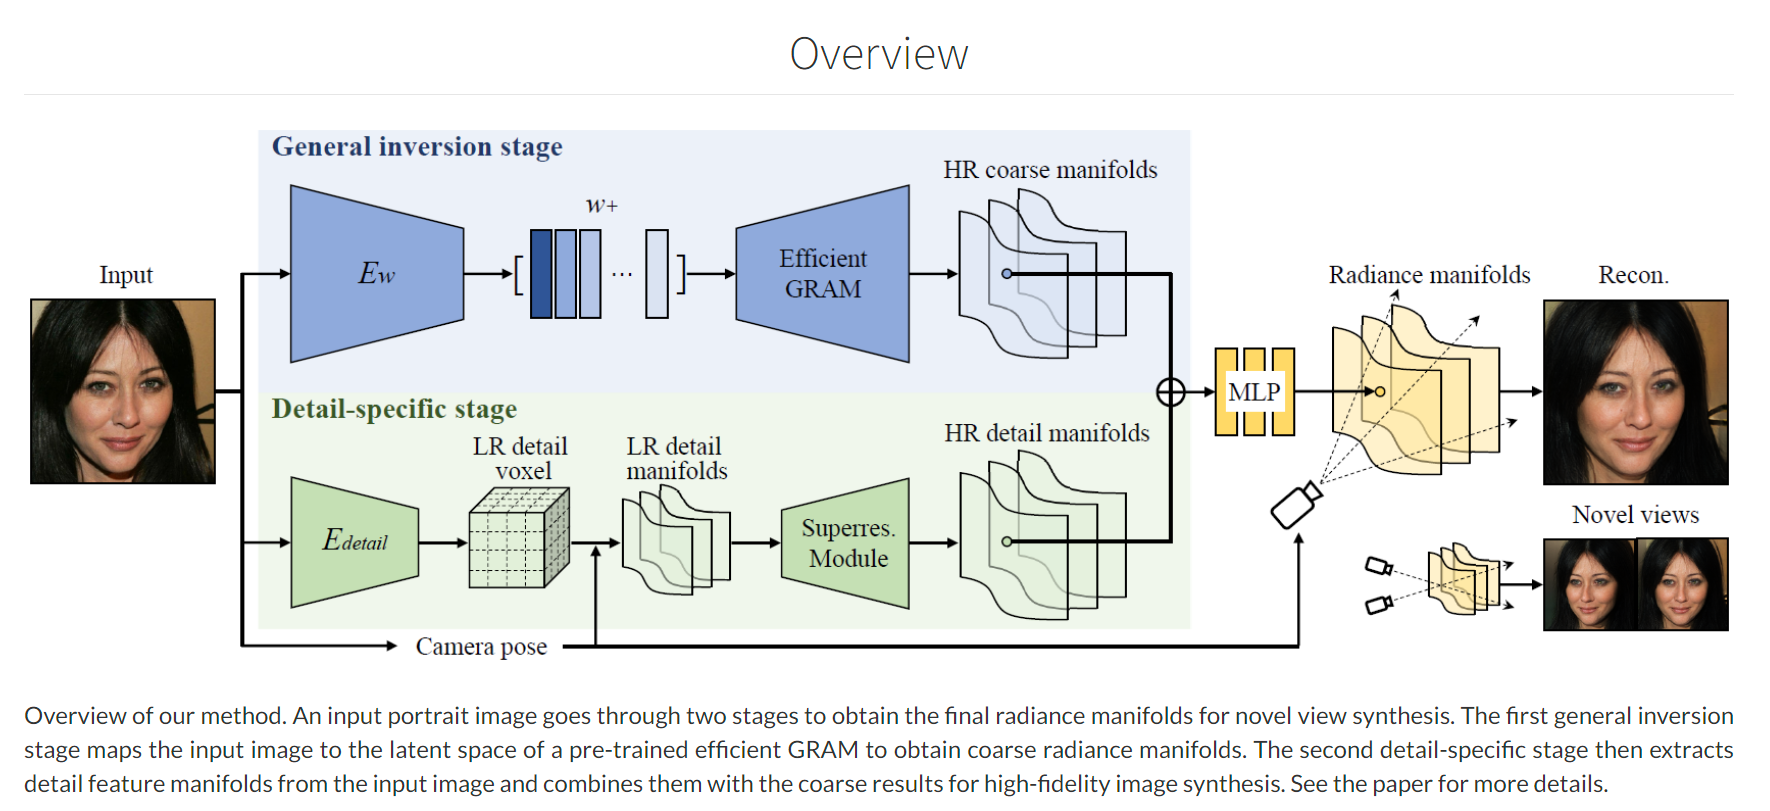 Overview
General inversion stage
HR coarse manifolds
w+
Input
Ew
...
Efficient
GRAM
Radiance manifolds
Recon.
MLP
Detail-specific stage
LR detail
voxel
LR detail
manifolds
HR detail manifolds
Edetail
Superres.
Module
Novel views
Camera pose
Overview of our method. An input portrait image goes through two stages to obtain the final radiance manifolds for novel view synthesis. The first general inversion
stage maps the input image to the latent space of a pre-trained efficient GRAM to obtain coarse radiance manifolds. The second detail-specific stage then extracts
detail feature manifolds from the input image and combines them with the coarse results for high-fidelity image synthesis. See the paper for more details.